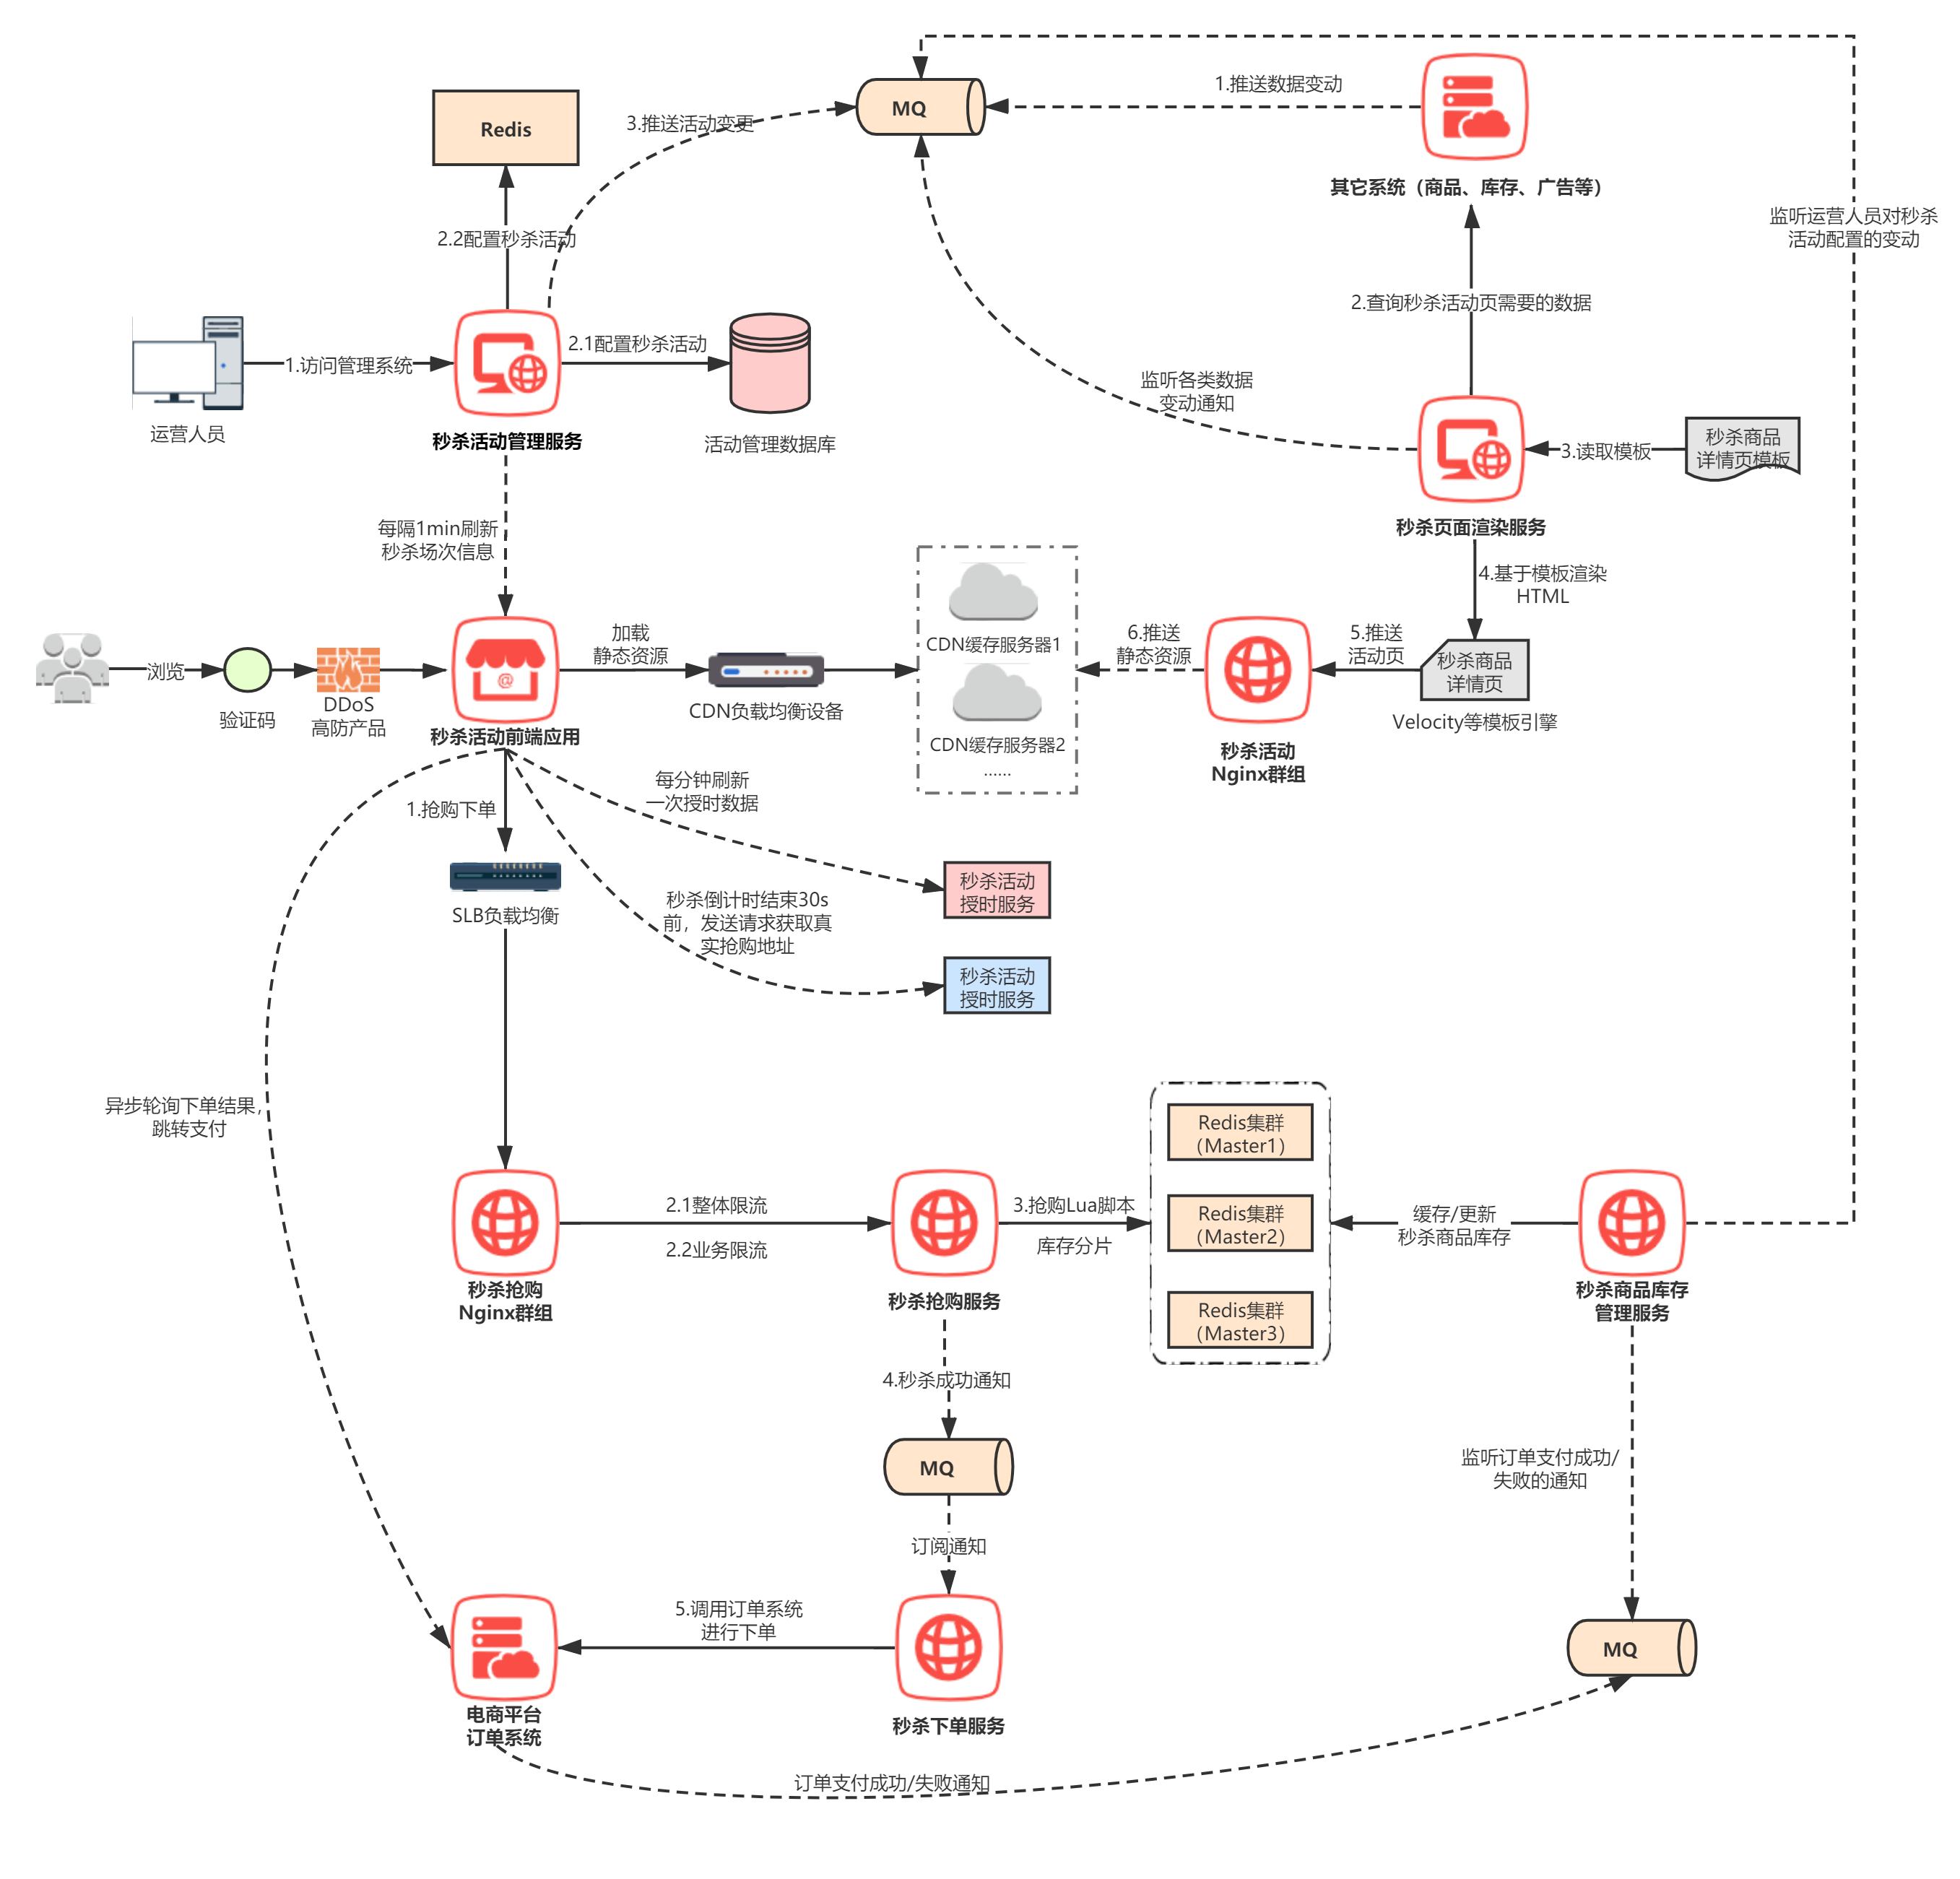 MQ
1.推送数据变动
Redis
3.推送活动变更
其它系统（商品、库存、广告等）
监听运营人员对秒杀
活动配置的变动
2.2配置秒杀活动
2.查询秒杀活动页需要的数据
1.访问管理系统
2.1配置秒杀活动
运营人员
秒杀活动管理服务
活动管理数据库
监听各类数据
变动通知
3.读取模板
秒杀商品
详情页模板
秒杀页面渲染服务
每隔1min刷新
秒杀场次信息
4.基于模板渲染
HTML
浏览
验证码
DDoS
高防产品
@
秒杀活动前端应用
加载
静态资源
CDN负载均衡设备
CDN缓存服务器1
CDN缓存服务器2
......
6.推送
静态资源
秒杀活动
Nginx群组
5.推送
活动页
秒杀商品
详情页
Velocity等模板引擎
1.抢购下单
每分钟刷新
一次授时数据
SLB负载均衡
秒杀活动
授时服务
秒杀倒计时结束30s
前，发送请求获取真
实抢购地址
秒杀活动
授时服务
异步轮询下单结果，
跳转支付
Redis集群
（Master1）
Redis集群
（Master2）
Redis集群
（Master3）
2.1整体限流
2.2业务限流
3.抢购Lua脚本
库存分片
缓存/更新
秒杀商品库存
秒杀抢购
Nginx群组
秒杀抢购服务
秒杀商品库存
管理服务
4.秒杀成功通知
MQ
监听订单支付成功/
失败的通知
订阅通知
5.调用订单系统
进行下单
MQ
电商平台
订单系统
秒杀下单服务
订单支付成功/失败通知